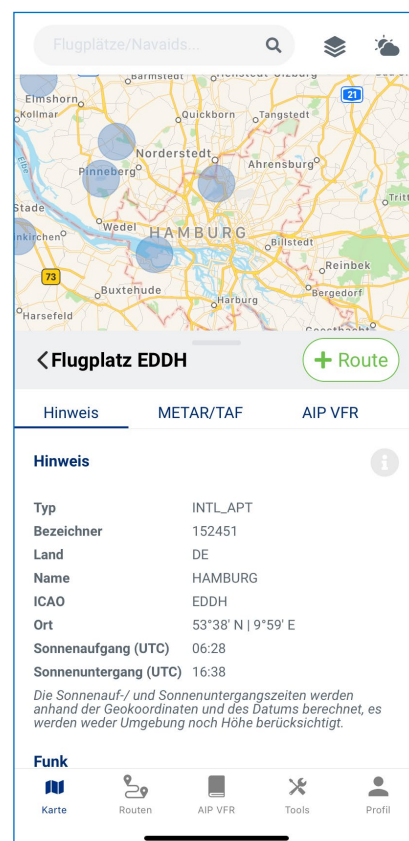 Flugplätze/Navaids...
Barmstedt
Elmshorn
Kollmar
21
Quickborn
Tangstedt
Norderstedt
Ahrensburg
Pinneberg
Elbe
Stade
Wedel
HAMBURG
Billstedt
Reinbek
73
Buxtehude
Harburg
Bergedorf
Harsefeld
Flugplatz EDDH
+ Route
Hinweis METAR/TAF AIP VFR
Hinweis
Typ INTL_APT
Bezeichner 152451
Land DE
Name HAMBURG
ICAO EDDH
Ort 53°38' N | 9°59' E
Sonnenaufgang (UTC) 06:28
Sonnenuntergang (UTC) 16:38
Die Sonnenauf-/ und Sonnenuntergangszeiten werden
anhand der Geokoordinaten und des Datums berechnet, es
werden weder Umgebung noch Höhe berücksichtigt.
Funk
Karte Routen AIP VFR Tools Profil